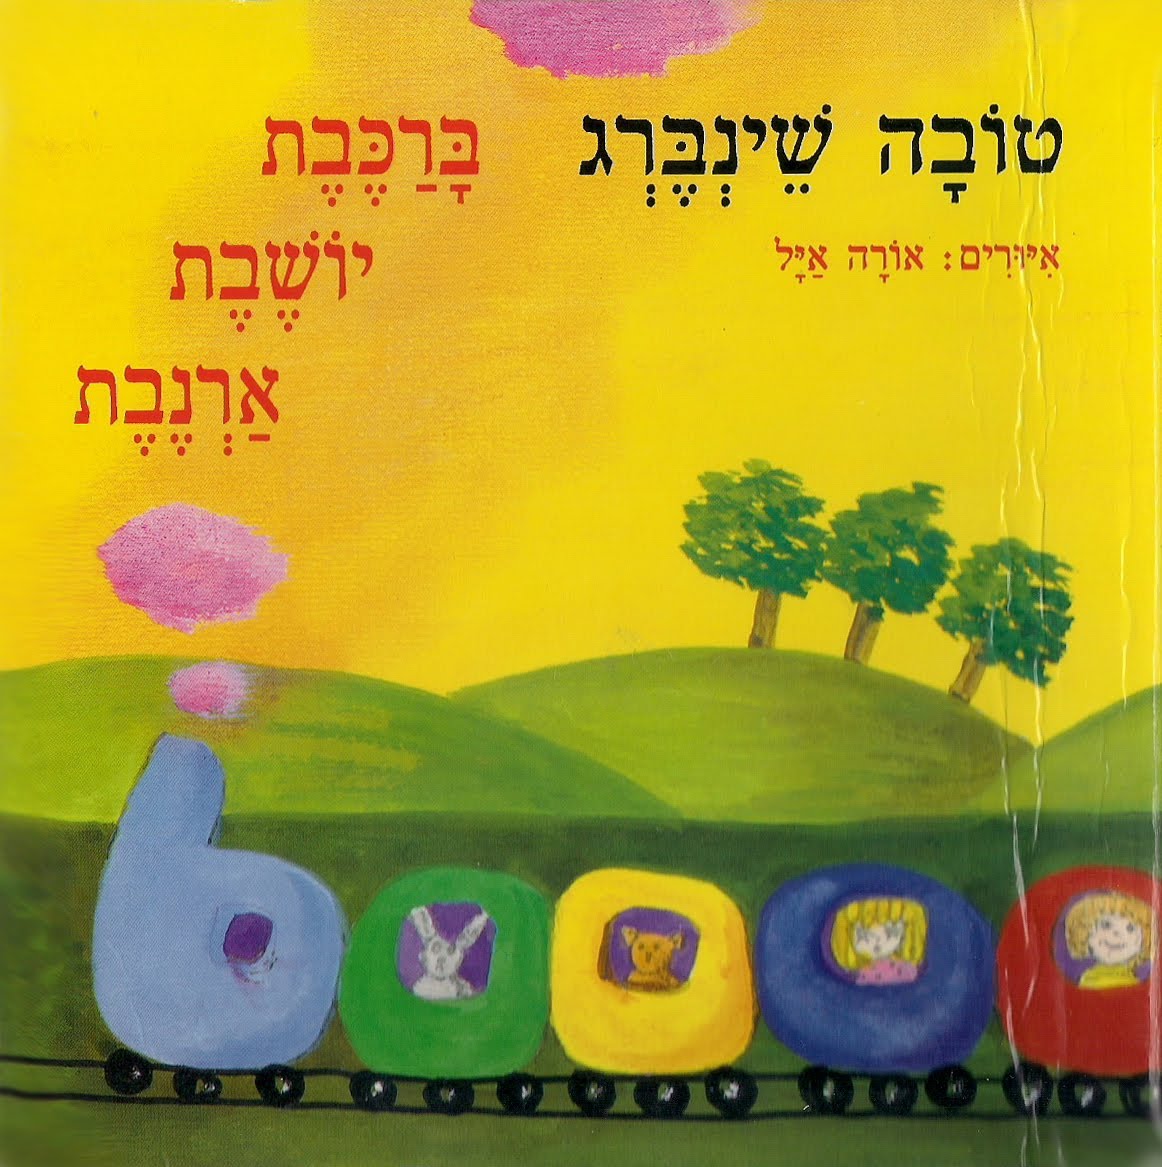 טוֹבָה שֵׁינְבֶּרְג
אִיּוּרִים: אוֹרָה אַיָּל
בָּרַכֶּבֶת
יוֹשֶׁבֶת
אַרְנֶבֶת